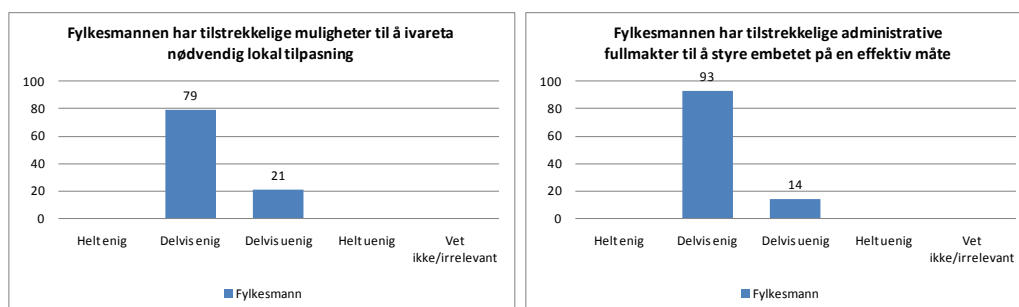 Fylkesmannen har tilstrekkelige muligheter til å ivareta
nødvendig lokal tilpasning
100
80
60
40
20
0
79
21
Helt enig
Delvis enig
Delvis uenig
Helt uenig
Vet
ikke/irrelevant
Fylkesmann
Fylkesmannen har tilstrekkelige administrative
fullmakter til å styre embetet på en effektiv måte
100
80
60
40
20
0
93
14
Helt enig
Delvis enig
Delvis uenig
Helt uenig
Vet
ikke/irrelevant
Fylkesmann